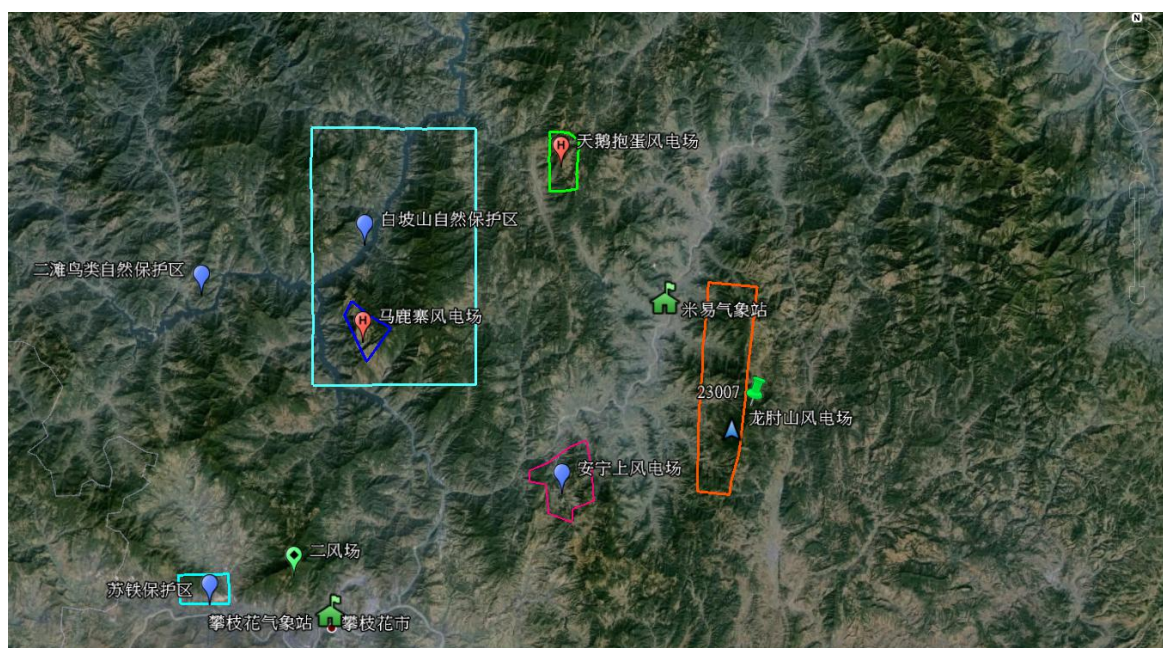 N
天鹅抱蛋风电场
白坡山自然保护区
二滩鸟类自然保护区
H
马鹿寨风电场
H
米易气象站
23007
龙肘山风电场
安宁上风电场
二风场
苏铁保护区
攀枝花气象站
攀枝花市